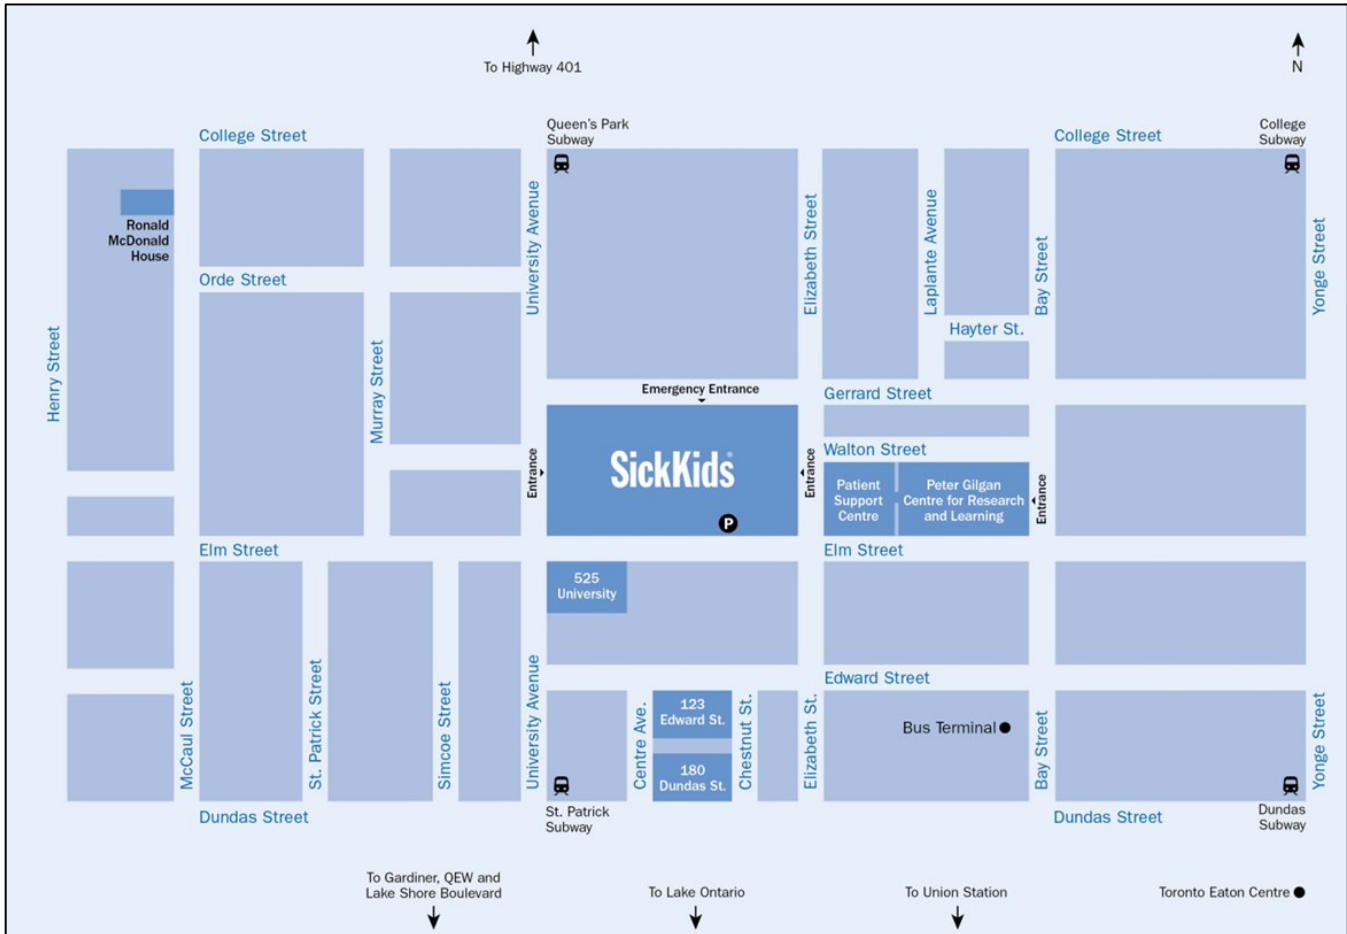 To Highway 401
N
Queen's Park
Subway
College
Subway
College Street
College Street
Ronald
McDonald
House
University Avenue
Elizabeth Street
Laplante Avenue
Bay Street
Yonge Street
Orde Street
Hayter St.
Henry Street
Murray Street
Emergency Entrance
Gerrard Street
Walton Street
Entrance
SickKids®
Entrance
Patient
Support
Centre
Peter Gilgan
Centre for Research
and Learning
Entrance
P
Elm Street
Elm Street
525
University
Edward Street
McCaul Street
St. Patrick Street
Simcoe Street
University Avenue
Centre Ave.
123
Edward St.
Chestnut St.
Elizabeth St.
Bus Terminal
Bay Street
Yonge Street
180
Dundas St.
Dundas Street
St. Patrick
Subway
Dundas Street
Dundas
Subway
To Gardiner, QEW and
Lake Shore Boulevard
To Lake Ontario
To Union Station
Toronto Eaton Centre